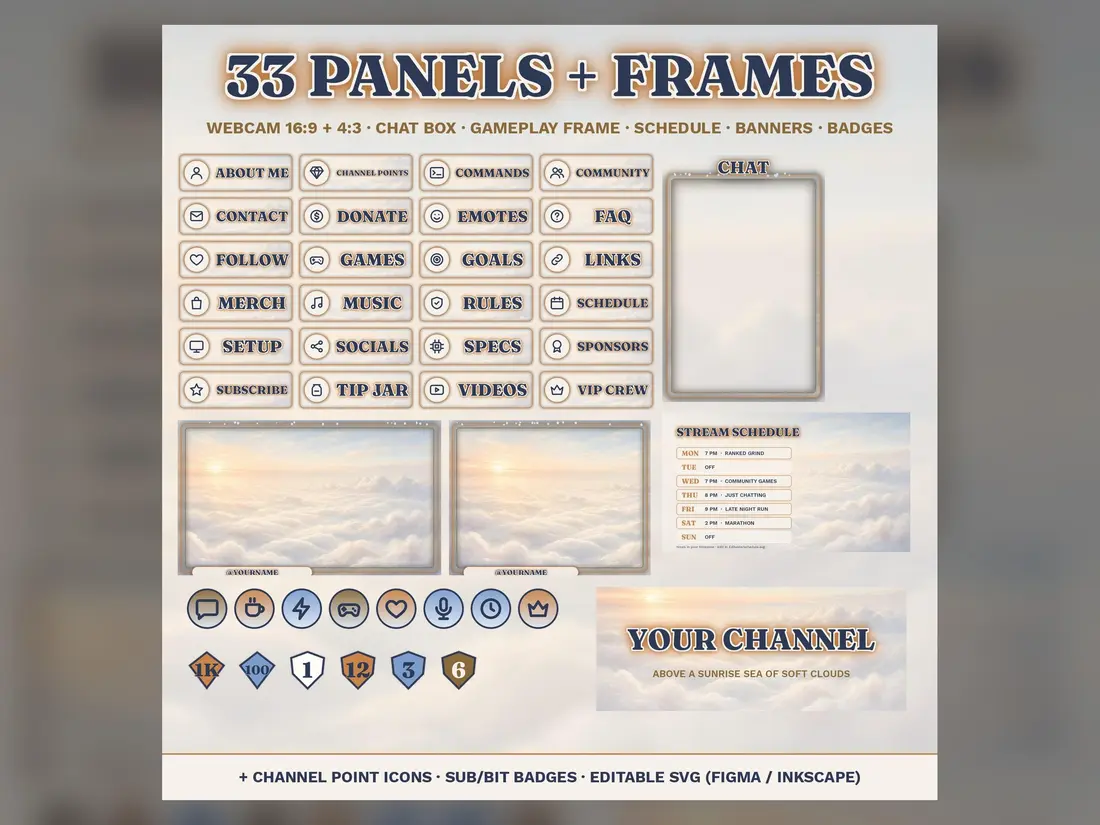 33 PANELS + FRAMES
WEBCAM 16:9 + 4:3 · CHAT BOX · GAMEPLAY FRAME · SCHEDULE · BANNERS · BADGES
ABOUT ME
CHANNEL POINTS
COMMANDS
COMMUNITY
CONTACT
DONATE
EMOTES
FAQ
FOLLOW
GAMES
GOALS
LINKS
MERCH
MUSIC
RULES
SCHEDULE
SETUP
SOCIALS
SPECS
SPONSORS
SUBSCRIBE
TIP JAR
VIDEOS
VIP CREW
CHAT
@YOURNAME
@YOURNAME
STREAM SCHEDULE
MON 7 PM · RANKED GRIND
TUE OFF
WED 7 PM · COMMUNITY GAMES
THU 8 PM · JUST CHATTING
FRI 9 PM · LATE NIGHT RUN
SAT 2 PM · MARATHON
SUN OFF
1K
100
1
12
3
6
YOUR CHANNEL
ABOVE A SUNRISE SEA OF SOFT CLOUDS
+ CHANNEL POINT ICONS · SUB/BIT BADGES · EDITABLE SVG (FIGMA / INKSCAPE)